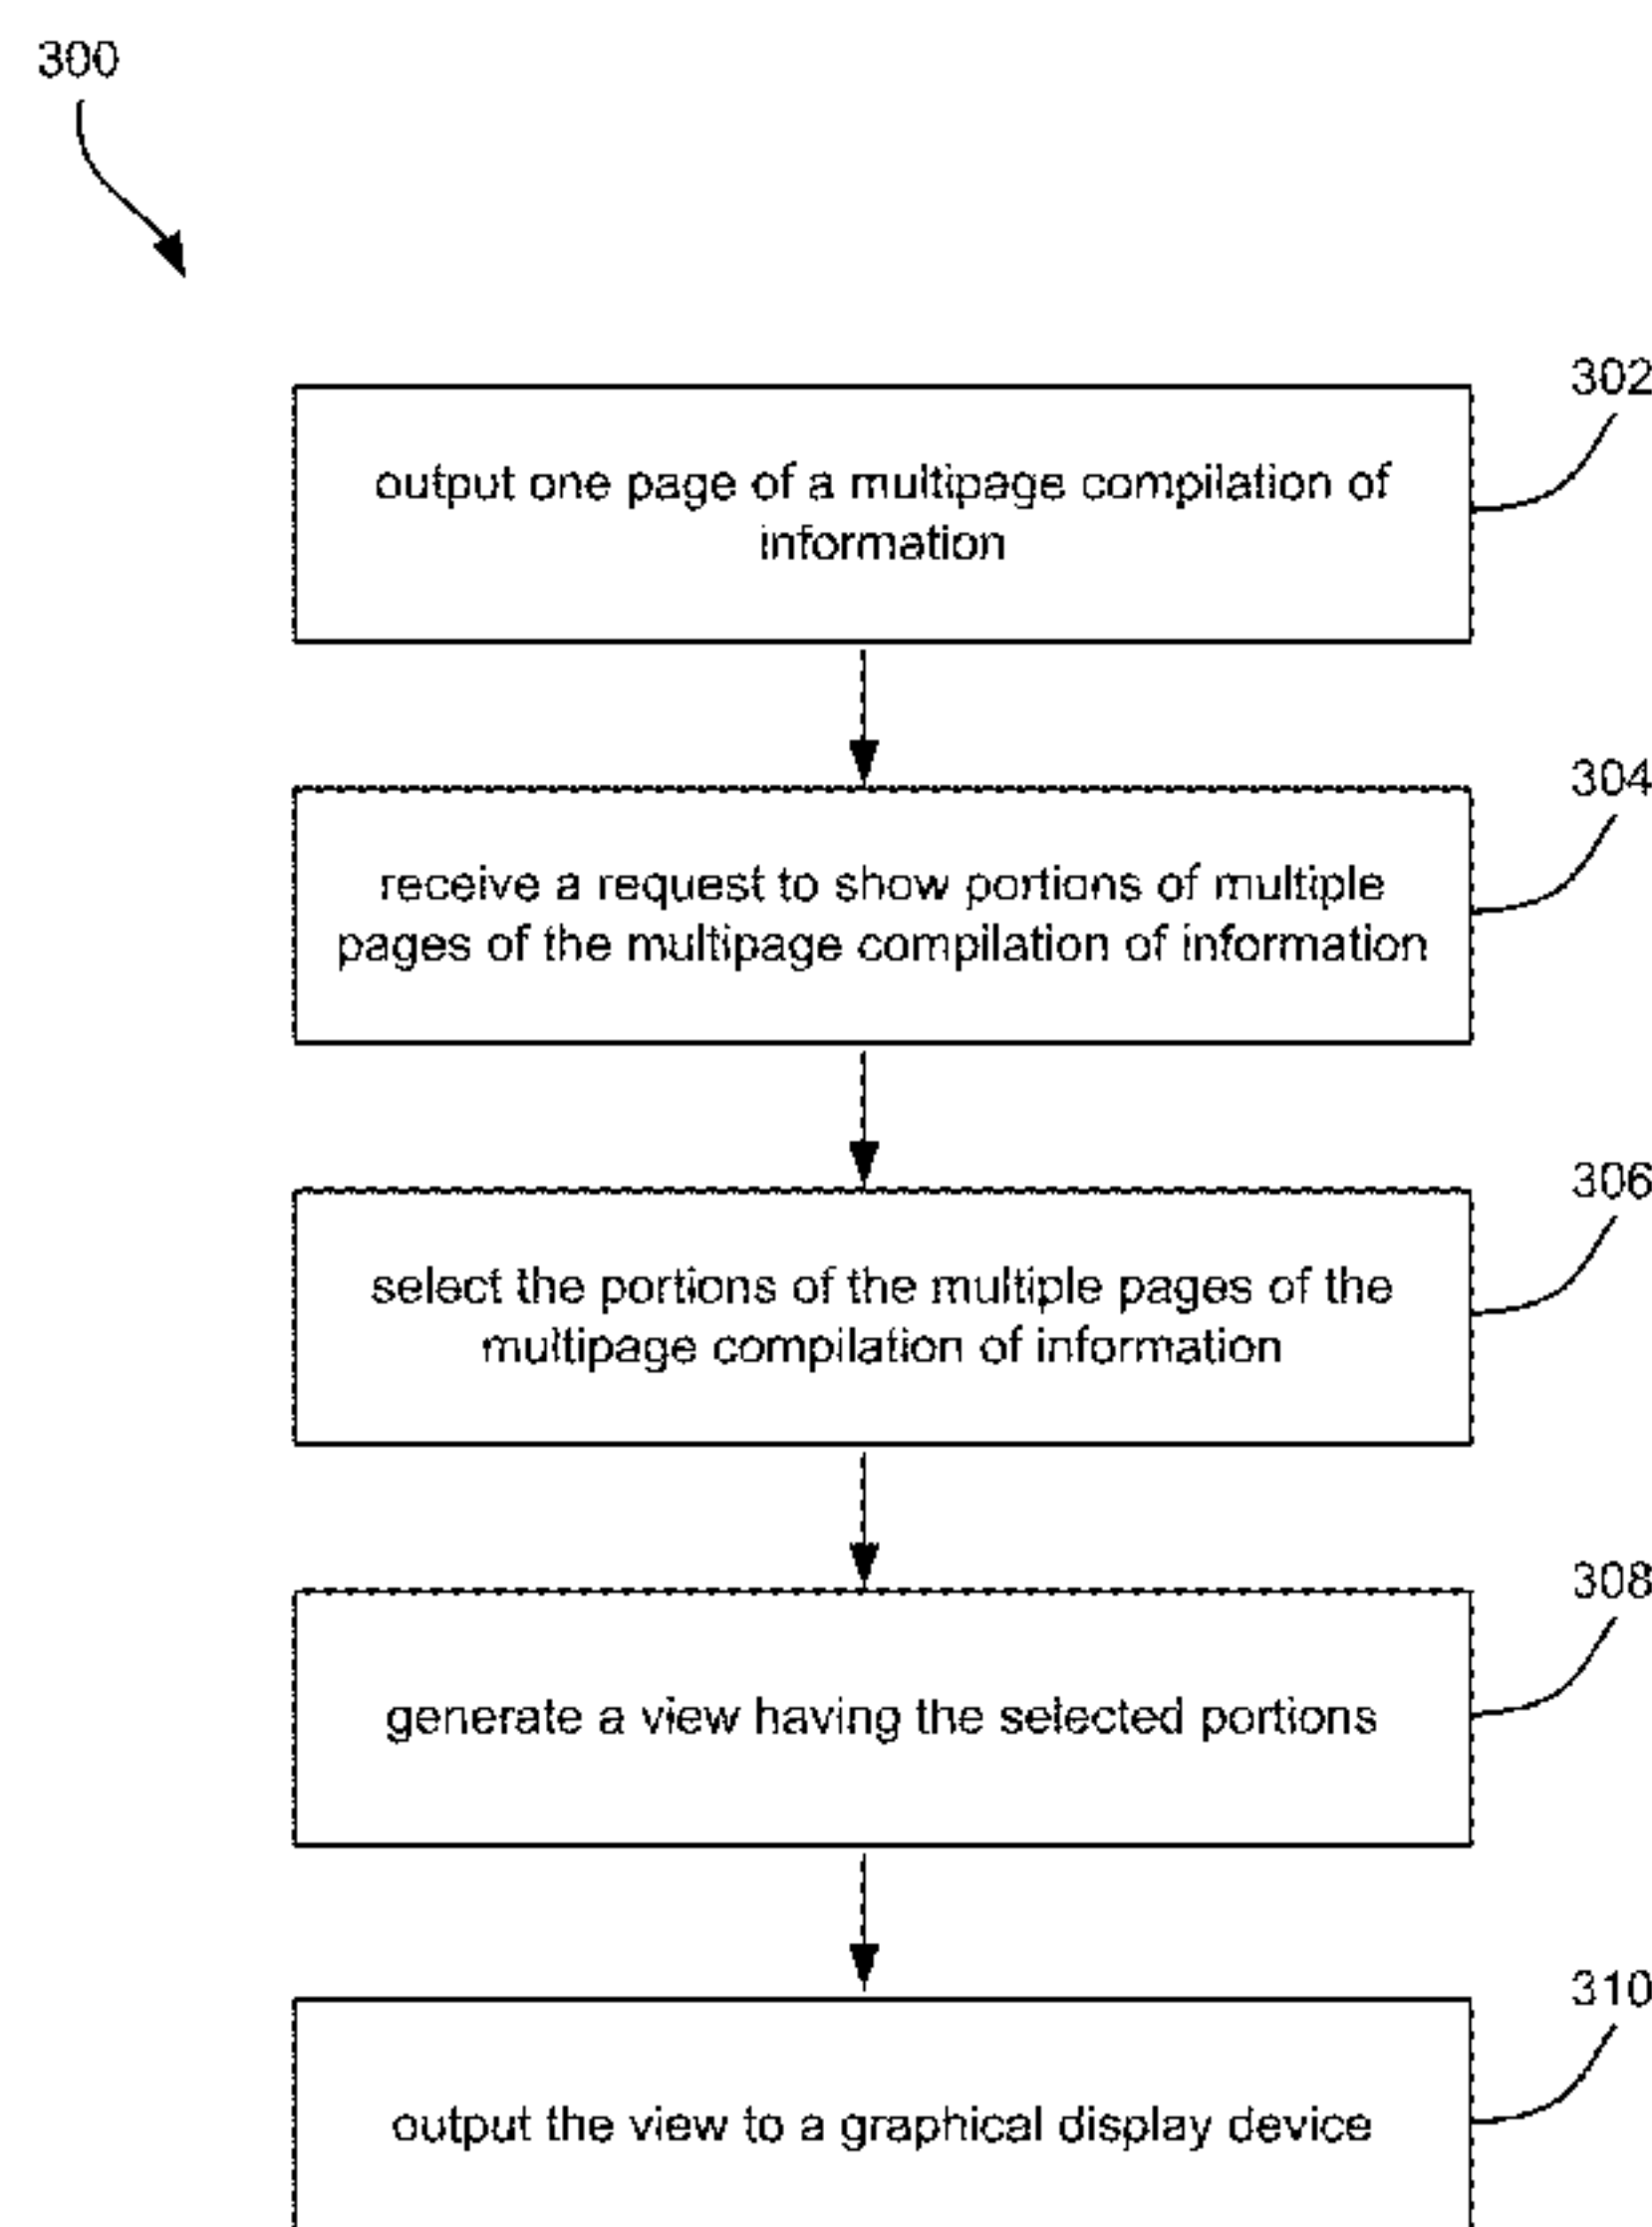 300
302
output one page of a multipage compilation of
information
304
receive a request to show portions of multiple
pages of the multipage compilation of information
306
select the portions of the multiple pages of the
multipage compilation of information
308
generate a view having the selected portions
310
output the view to a graphical display device